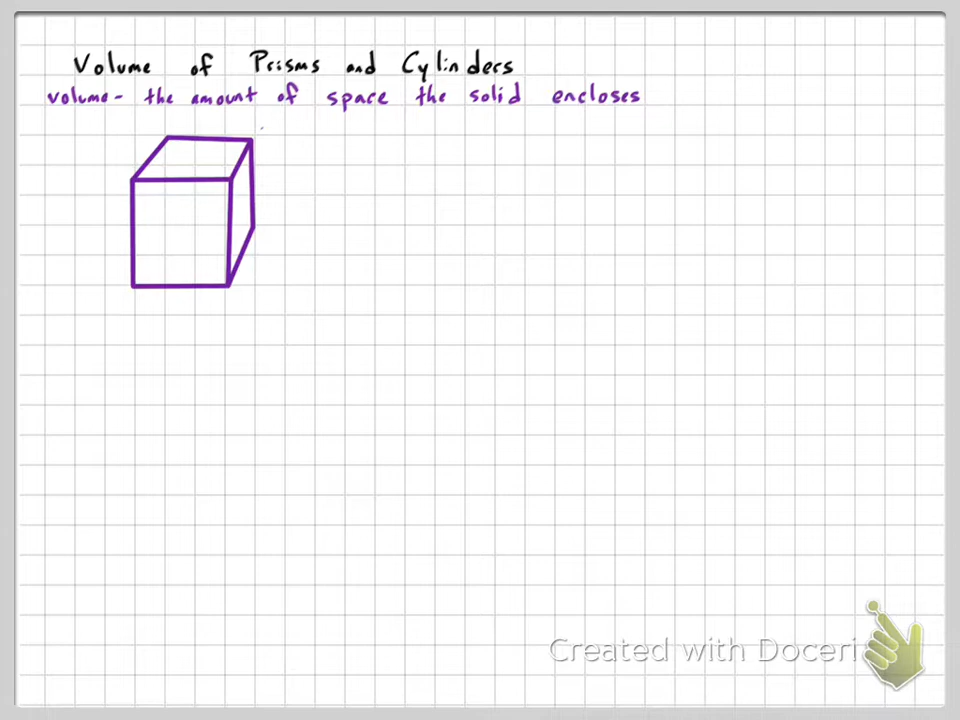 Volume of Prisms and Cylinders
volume- the amount of space the solid encloses
Created with Doceri